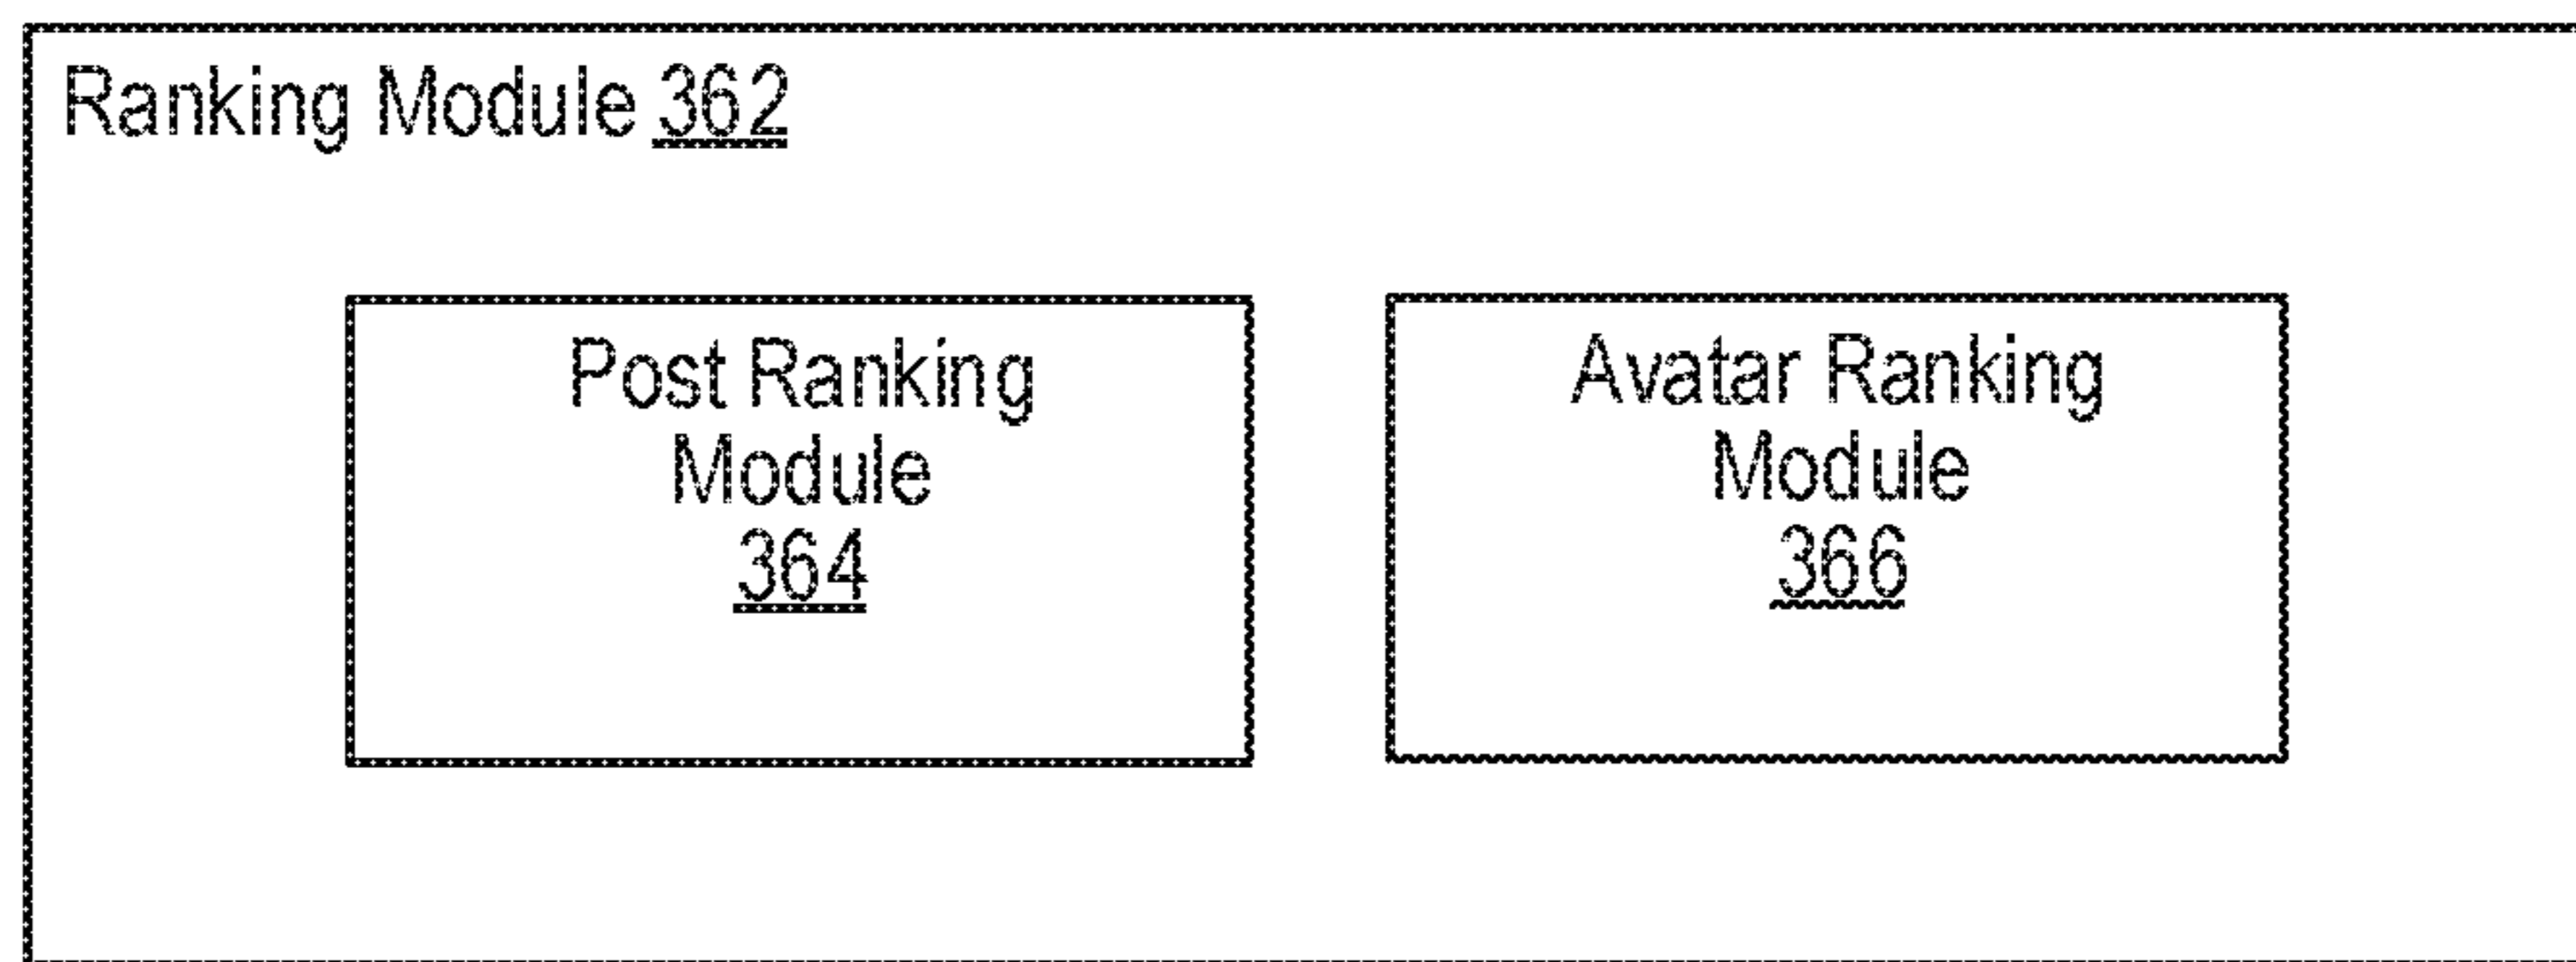 Ranking Module 362
Post Ranking
Module
364
Avatar Ranking
Module
366